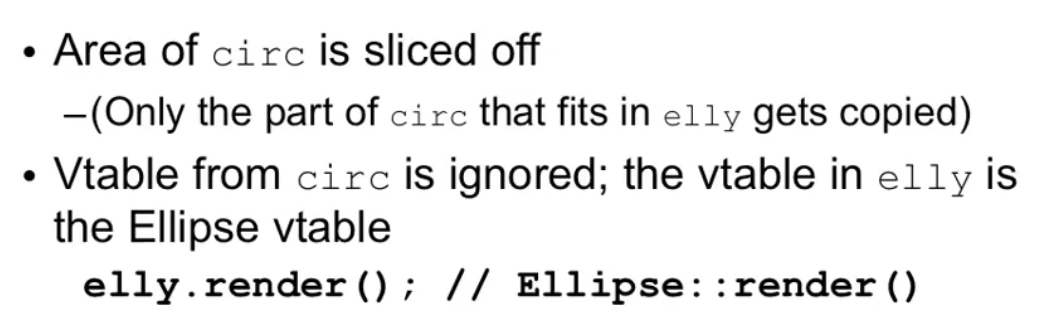 • Area of circ is sliced off
–(Only the part of circ that fits in elly gets copied)
• Vtable from circ is ignored; the vtable in elly is
the Ellipse vtable
elly.render(); // Ellipse::render()